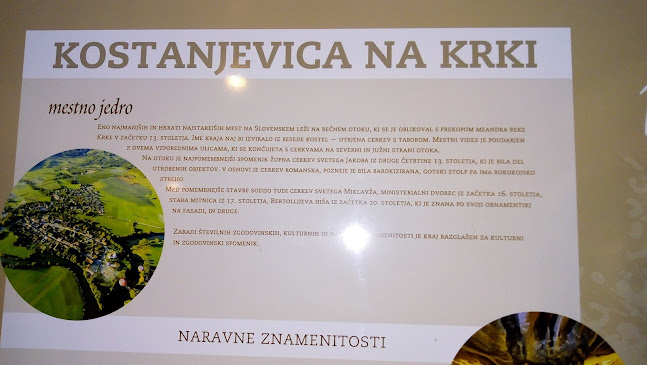 KOSTANJEVICA NA KRKI
mestno jedro
Eno najmanjših in hkrati najstarejših mest na Slovenskem leži na rečnem otoku, ki se je oblikoval s prekopom meandra reke
Krke v začetku 13. stoletja. Ime kraja naj bi izviralo iz besede kostel — utrjena cerkev s taborom. Mestni videz je poudarjen
z dvema vzporednima ulicama, ki se končujeta s cerkvama na severni in južni strani otoka.
Na otoku je najpomembnejši spomenik župna cerkev svetega Jakoba iz druge četrtine 13. stoletja, ki je bila del
utrjenih objektov. V osnovi je cerkev romanska, pozneje je bila barokizirana, gotski stolp pa ima rokokojsko
streho.
Med pomembnejše stavbe sodijo tudi cerkev svetega Miklavža, ministerialni dvorec iz začetka 16. stoletja,
stara mitnica iz 17. stoletja, Bertollijeva hiša iz začetka 20. stoletja, ki je znana po svoji ornamentiki
na fasadi, in druge.
Zaradi številnih zgodovinskih, kulturnih in znamenitosti je kraj razglašen za kulturni
in zgodovinski spomenik.
NARAVNE ZNAMENITOSTI